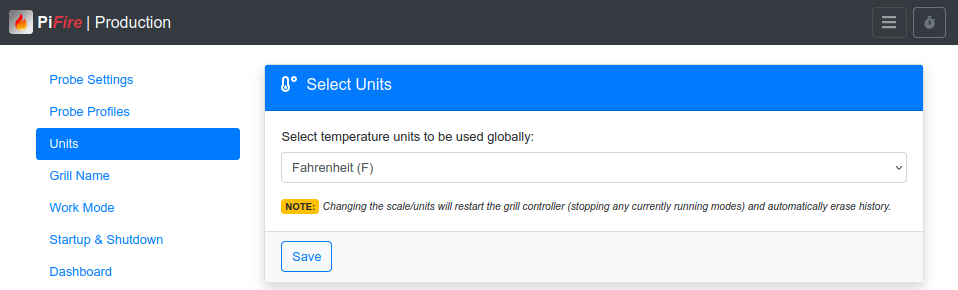 PiFire | Production
Probe Settings
Probe Profiles
Units
Grill Name
Work Mode
Startup & Shutdown
Dashboard
Select Units
Select temperature units to be used globally:
Fahrenheit (F)
NOTE: Changing the scale/units will restart the grill controller (stopping any currently running modes) and automatically erase history.
Save